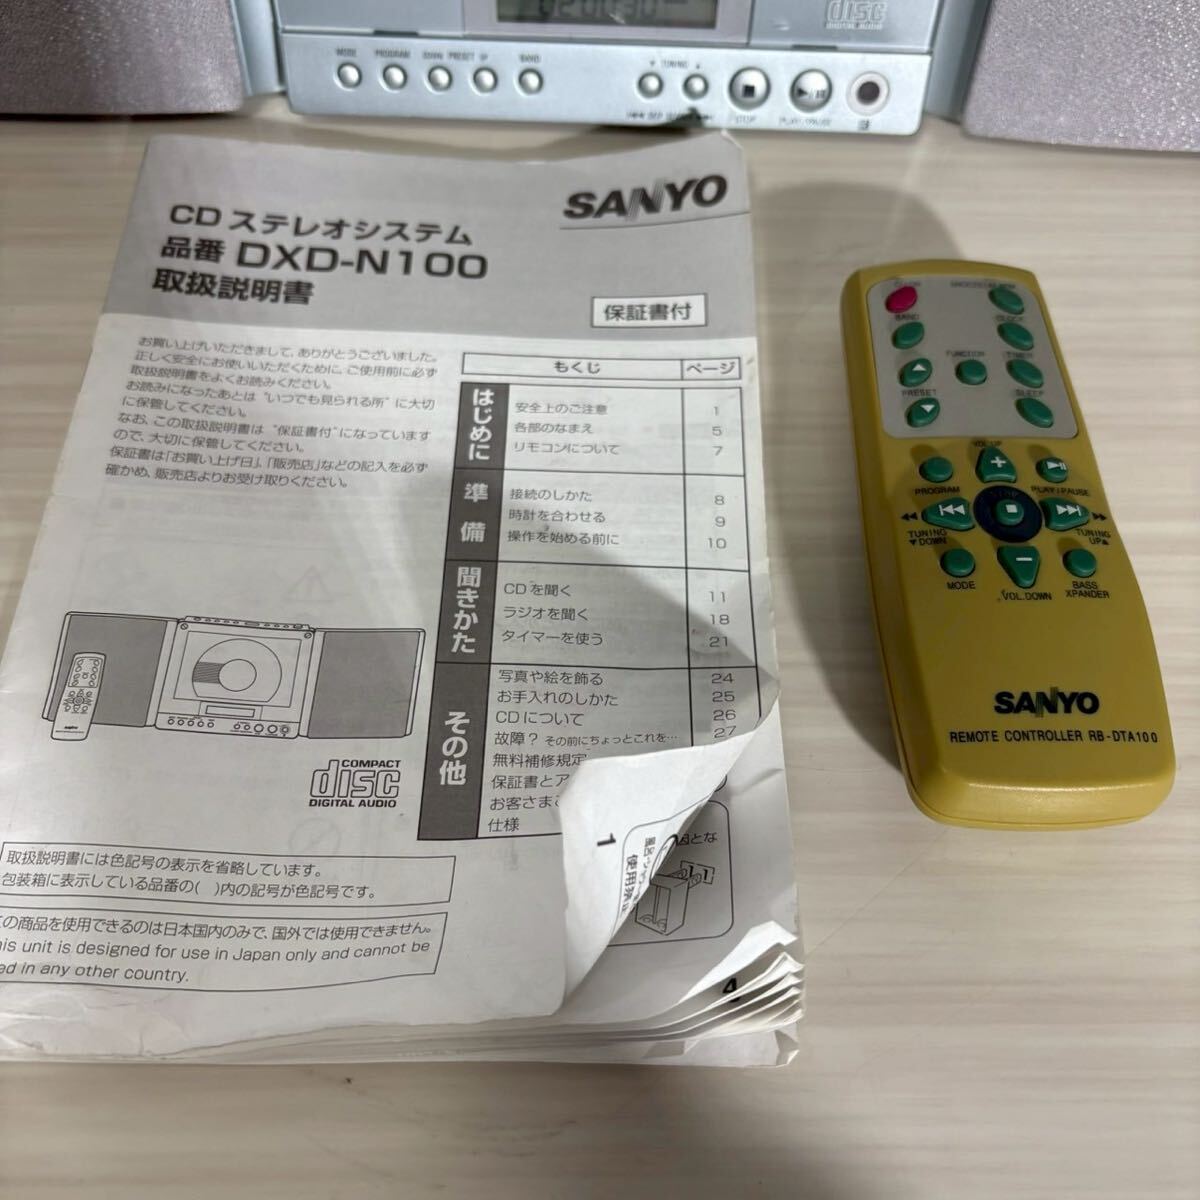 MODE
PROGRAM
DOWN PRESET UP
BAND
▼ TUNING ▲
STOP
PLAY/PAUSE
disc
DIGITAL AUDIO
SANYO
CD ステレオシステム
品番 DXD-N100
取扱説明書
保証書付
お買い上げいただきまして、ありがとうございました。
正しく安全にお使いいただくために、ご使用前に必ず
取扱説明書をよくお読みください。
お読みになったあとは“いつでも見られる所”に大切
に保管してください。
なお、この取扱説明書は“保証書付”になっています
ので、大切に保管してください。
保証書は「お買い上げ日」、「販売店」などの記入を必ず
確かめ、販売店よりお受け取りください。
もくじ ページ
はじめに
安全上のご注意 1
各部のなまえ 5
リモコンについて 7
準備
接続のしかた 8
時計を合わせる 9
操作を始める前に 10
聞きかた
CDを聞く 11
ラジオを聞く 18
タイマーを使う 21
その他
写真や絵を飾る 24
お手入れのしかた 25
CDについて 26
故障? その前にちょっとこれを… 27
無料補修規定
保証書とア
お客さまご
仕様
COMPACT
disc
DIGITAL AUDIO
取扱説明書には色記号の表示を省略しています。
包装箱に表示している品番の( )内の記号が色記号です。
の商品を使用できるのは日本国内のみで、国外では使用できません。
his unit is designed for use in Japan only and cannot be
ed in any other country.
1
4
BAND
CLOCK
FUNCTION
TIMER
PRESET
SLEEP
VOL.UP
PROGRAM
PLAY/PAUSE
STOP
TUNING
▼DOWN
TUNING
UP▲
MODE
VOL.DOWN
BASS
XPANDER
SANYO
REMOTE CONTROLLER RB-DTA100